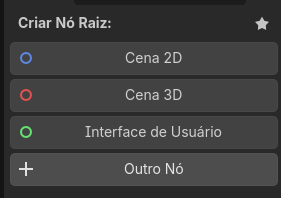 Criar Nó Raiz:
Cena 2D
Cena 3D
Interface de Usuário
Outro Nó